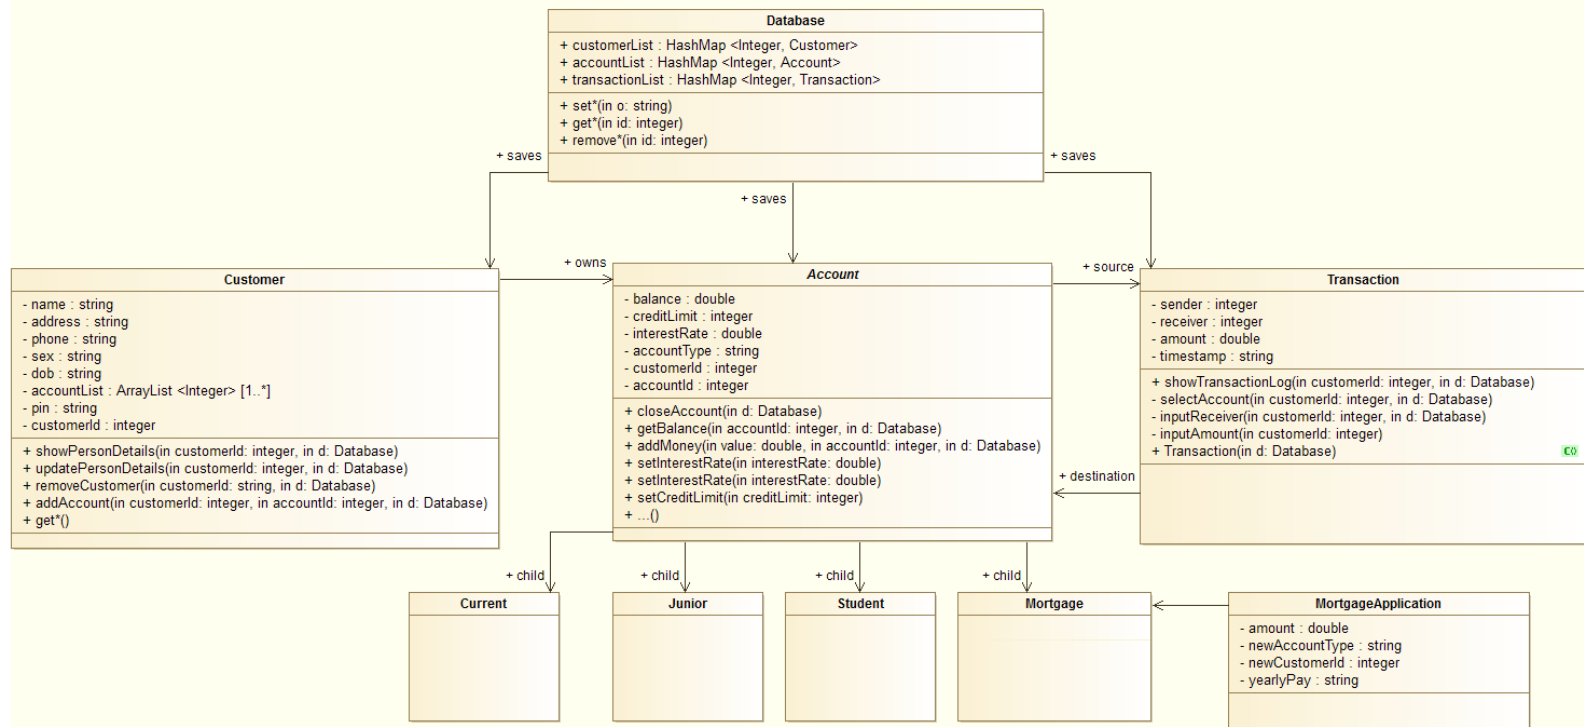 Database
+ customerList : HashMap <Integer, Customer>
+ accountList : HashMap <Integer, Account>
+ transactionList : HashMap <Integer, Transaction>
+ set*(in o: string)
+ get*(in id: integer)
+ remove*(in id: integer)
+ saves
+ saves
+ saves
+ owns
+ source
+ destination
Customer
- name : string
- address : string
- phone : string
- sex : string
- dob : string
- accountList : ArrayList <Integer> [1..*]
- pin : string
- customerId : integer
+ showPersonDetails(in customerId: integer, in d: Database)
+ updatePersonDetails(in customerId: integer, in d: Database)
+ removeCustomer(in customerId: string, in d: Database)
+ addAccount(in customerId: integer, in accountId: integer, in d: Database)
+ get*()
Account
- balance : double
- creditLimit : integer
- interestRate : double
- accountType : string
- customerId : integer
- accountId : integer
+ closeAccount(in d: Database)
+ getBalance(in accountId: integer, in d: Database)
+ addMoney(in value: double, in accountId: integer, in d: Database)
+ setInterestRate(in interestRate: double)
+ setInterestRate(in interestRate: double)
+ setCreditLimit(in creditLimit: integer)
+ ...()
Transaction
- sender : integer
- receiver : integer
- amount : double
- timestamp : string
+ showTransactionLog(in customerId: integer, in d: Database)
- selectAccount(in customerId: integer, in d: Database)
- inputReceiver(in customerId: integer, in d: Database)
- inputAmount(in customerId: integer)
+ Transaction(in d: Database)
+ child
+ child
+ child
+ child
Current
Junior
Student
Mortgage
MortgageApplication
- amount : double
- newAccountType : string
- newCustomerId : integer
- yearlyPay : string